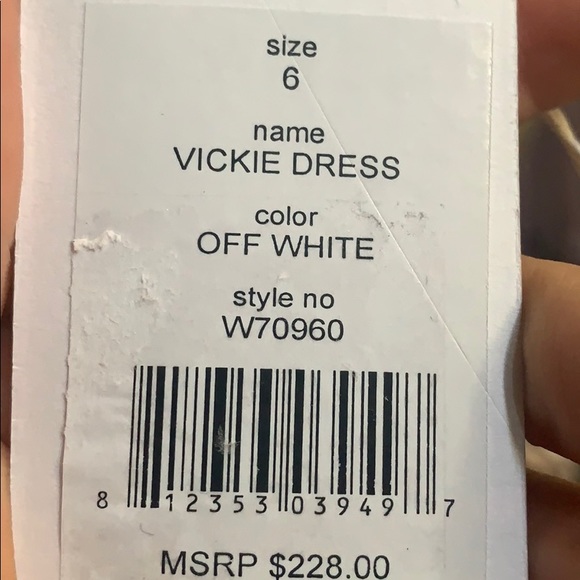 size
6
name
VICKIE DRESS
color
OFF WHITE
style no
W70960
8 12353 03949 7
MSRP $228.00